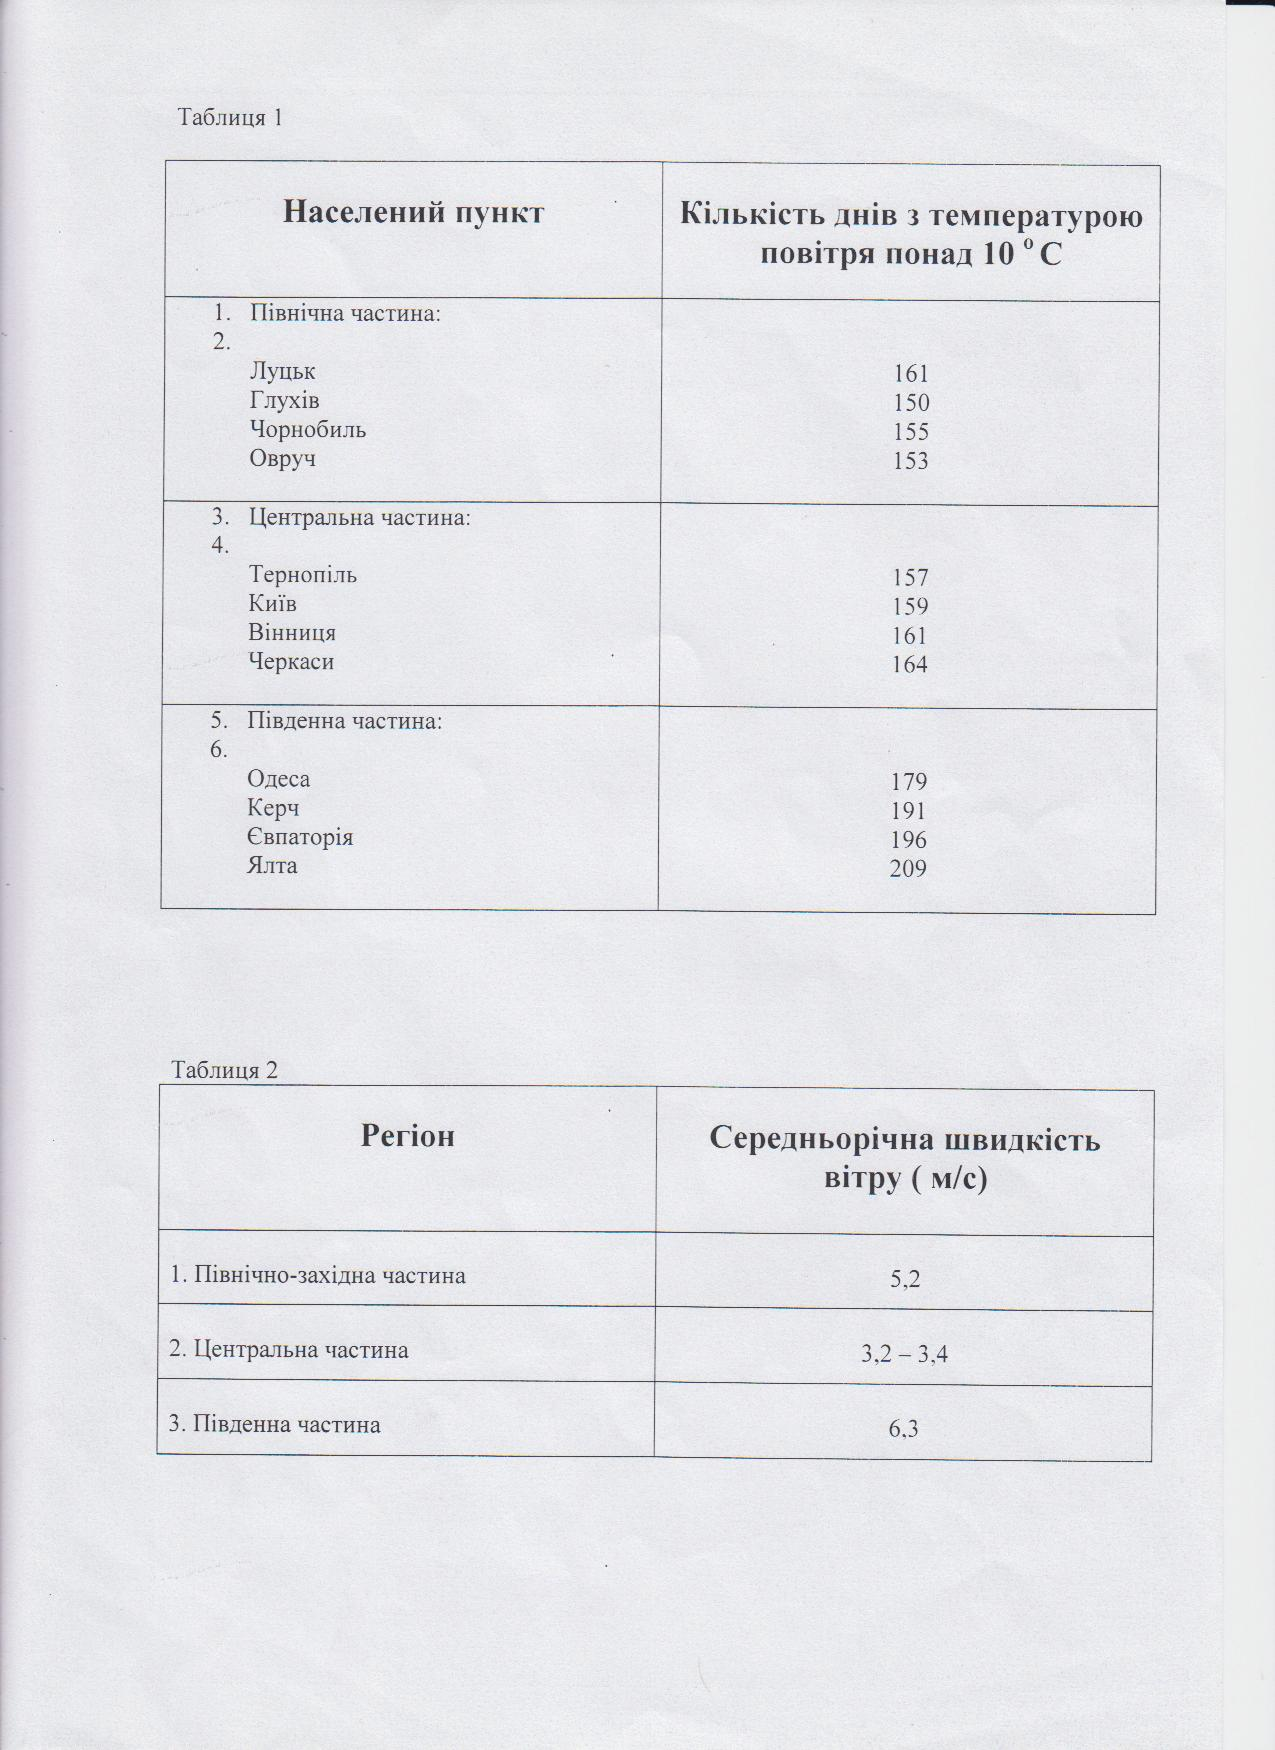 Таблиця 1
Населений пункт
Кількість днів з температурою
повітря понад 10 º С
1. Північна частина:
2.
Луцьк
161
Глухів
150
Чорнобиль
155
Овруч
153
3. Центральна частина:
4.
Тернопіль
157
Київ
159
Вінниця
161
Черкаси
164
5. Південна частина:
6.
Одеса
179
Керч
191
Євпаторія
196
Ялта
209
Таблиця 2
Регіон
Середньорічна швидкість
вітру ( м/с)
1. Північно-західна частина
5,2
2. Центральна частина
3,2 – 3,4
3. Південна частина
6,3